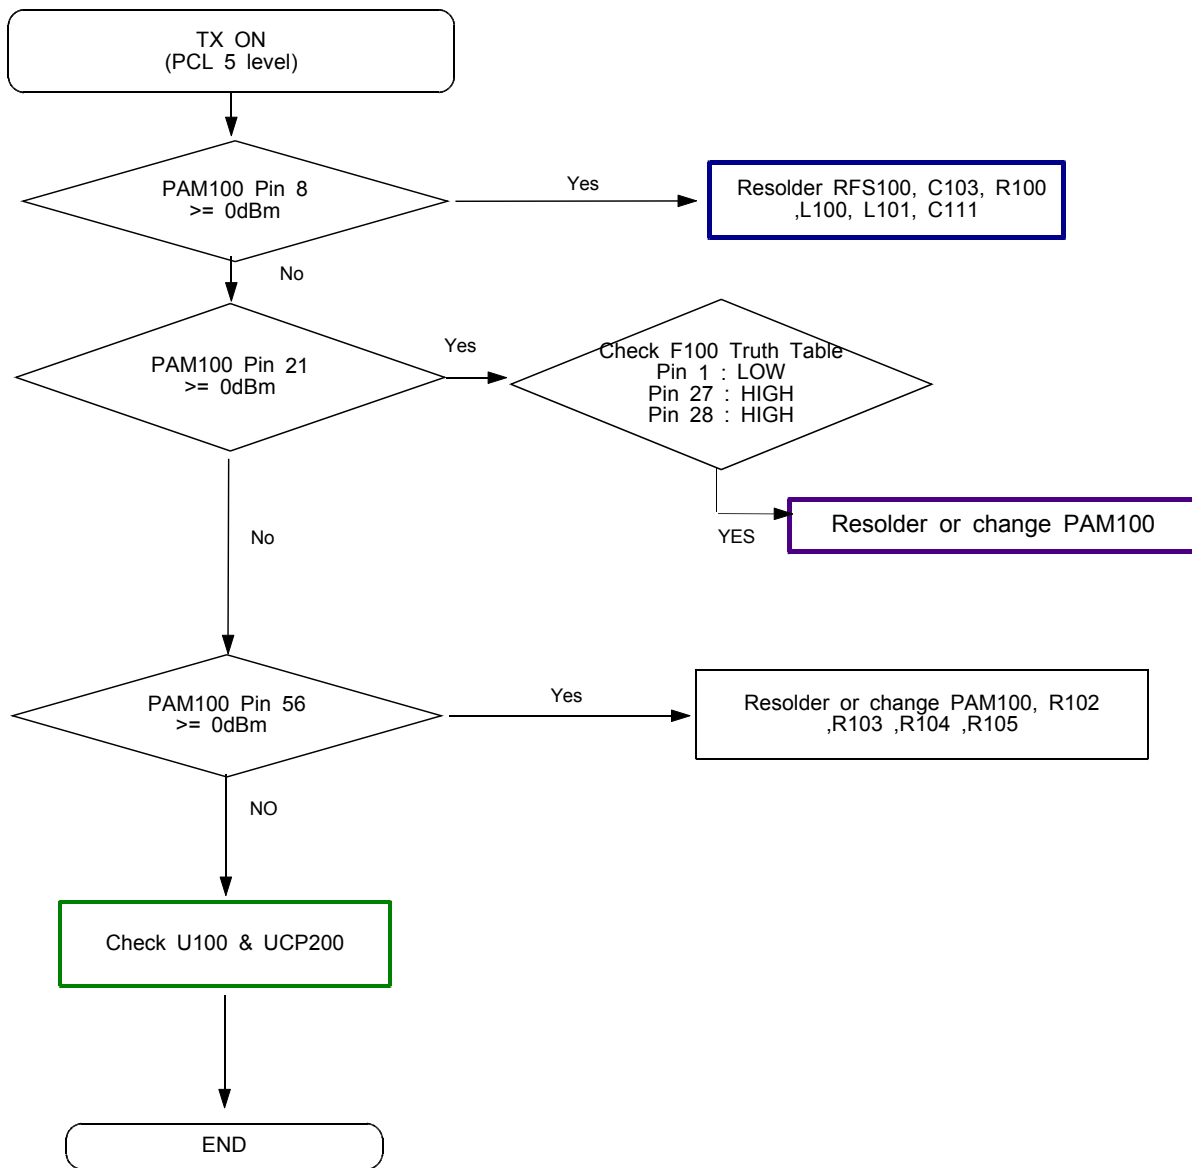 TX ON
(PCL 5 level)
PAM100 Pin 8
>= 0dBm
Yes
Resolder RFS100, C103, R100
,L100, L101, C111
No
PAM100 Pin 21
>= 0dBm
Yes
Check F100 Truth Table
Pin 1 : LOW
Pin 27 : HIGH
Pin 28 : HIGH
YES
Resolder or change PAM100
No
PAM100 Pin 56
>= 0dBm
Yes
Resolder or change PAM100, R102
,R103 ,R104 ,R105
NO
Check U100 & UCP200
END